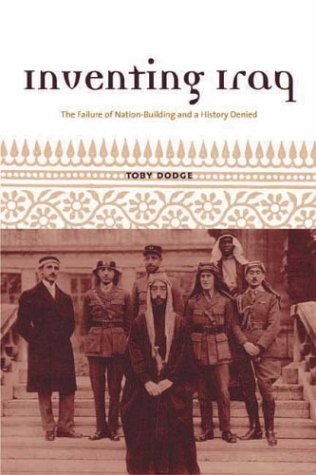 Inventing Iraq
The Failure of Nation-Building and a History Denied
TOBY DODGE